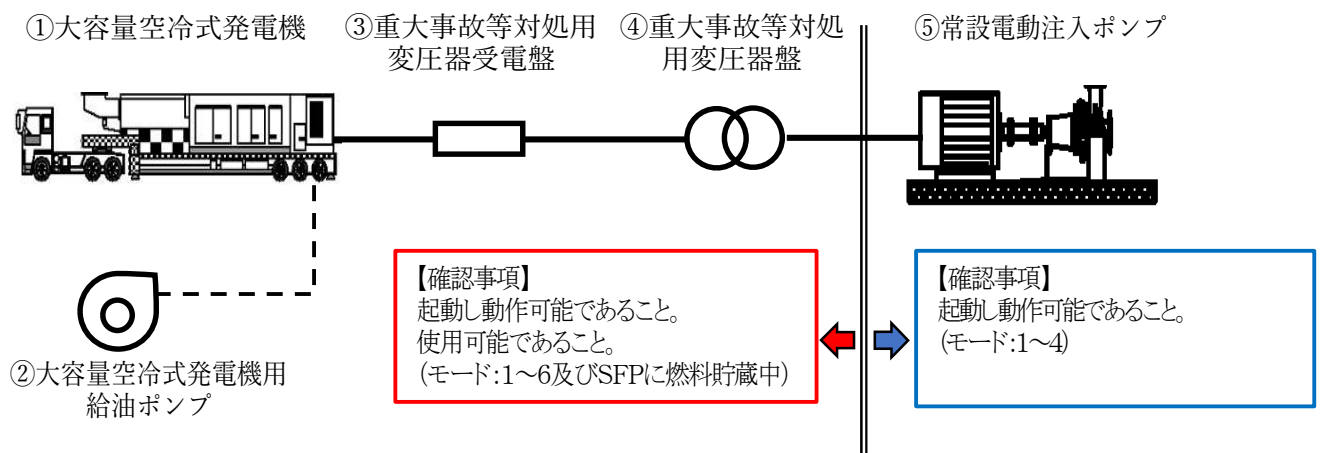 ①大容量空冷式発電機
③重大事故等対処用
変圧器受電盤
④重大事故等対処
用変圧器盤
⑤常設電動注入ポンプ
②大容量空冷式発電機用
給油ポンプ
【確認事項】
起動し動作可能であること。
使用可能であること。
(モード:1～6及びSFPに燃料貯蔵中)
【確認事項】
起動し動作可能であること。
(モード:1～4)